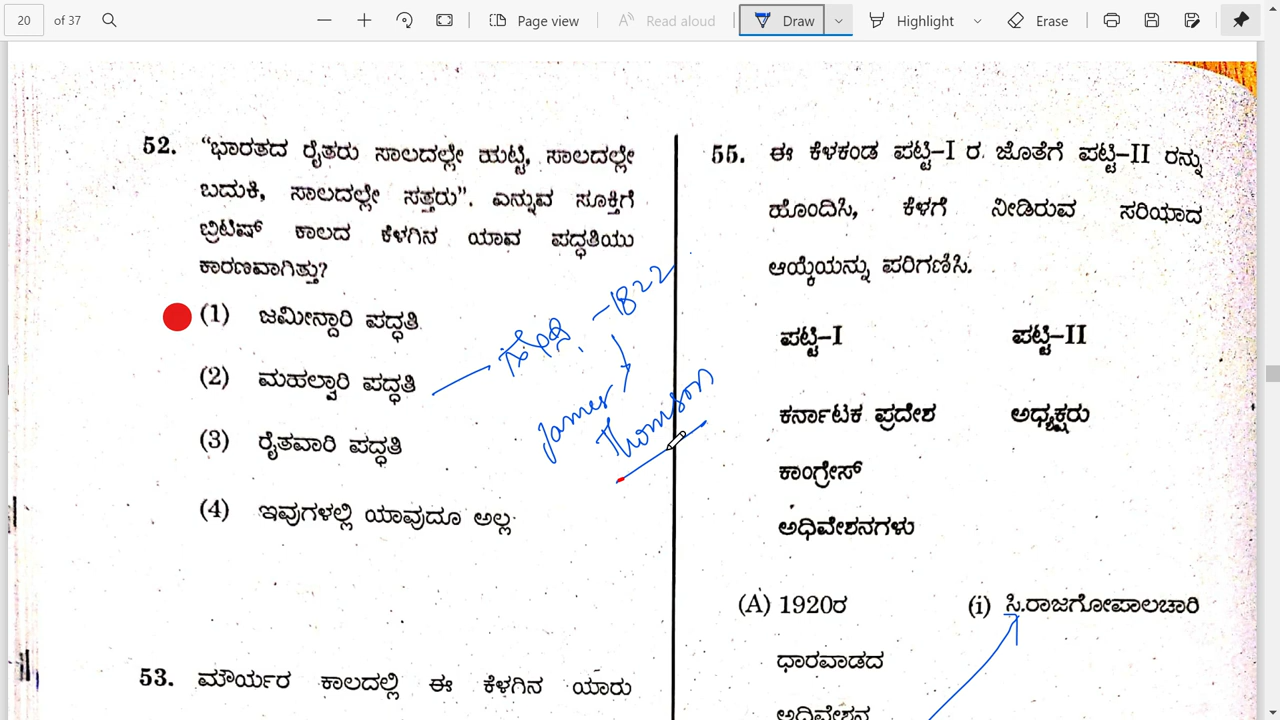 20 of 37 Page view Read aloud Draw Highlight Erase
52. "ಭಾರತದ ರೈತರು ಸಾಲದಲ್ಲೇ ಹುಟ್ಟಿ, ಸಾಲದಲ್ಲೇ
ಬದುಕಿ, ಸಾಲದಲ್ಲೇ ಸತ್ತರು". ಎನ್ನುವ ಸೂಕ್ತಿಗೆ
ಬ್ರಿಟಿಷ್ ಕಾಲದ ಕೆಳಗಿನ ಯಾವ ಪದ್ಧತಿಯು
ಕಾರಣವಾಗಿತ್ತು?
(1) ಜಮೀನ್ದಾರಿ ಪದ್ಧತಿ
(2) ಮಹಲ್ವಾರಿ ಪದ್ಧತಿ
(3) ರೈತವಾರಿ ಪದ್ಧತಿ
(4) ಇವುಗಳಲ್ಲಿ ಯಾವುದೂ ಅಲ್ಲ
-1822
James
Thomson
53. ಮೌರ್ಯರ ಕಾಲದಲ್ಲಿ ಈ ಕೆಳಗಿನ ಯಾರು
55. ಈ ಕೆಳಕಂಡ ಪಟ್ಟಿ-I ರ ಜೊತೆಗೆ ಪಟ್ಟಿ-II ರನ್ನು
ಹೊಂದಿಸಿ, ಕೆಳಗೆ ನೀಡಿರುವ ಸರಿಯಾದ
ಆಯ್ಕೆಯನ್ನು ಪರಿಗಣಿಸಿ.
ಪಟ್ಟಿ-I ಪಟ್ಟಿ-II
ಕರ್ನಾಟಕ ಪ್ರದೇಶ ಅಧ್ಯಕ್ಷರು
ಕಾಂಗ್ರೇಸ್
ಅಧಿವೇಶನಗಳು
(A) 1920ರ (i) ಸಿ.ರಾಜಗೋಪಾಲಚಾರಿ
ಧಾರವಾಡದ
ಅಧಿವೇಶನ